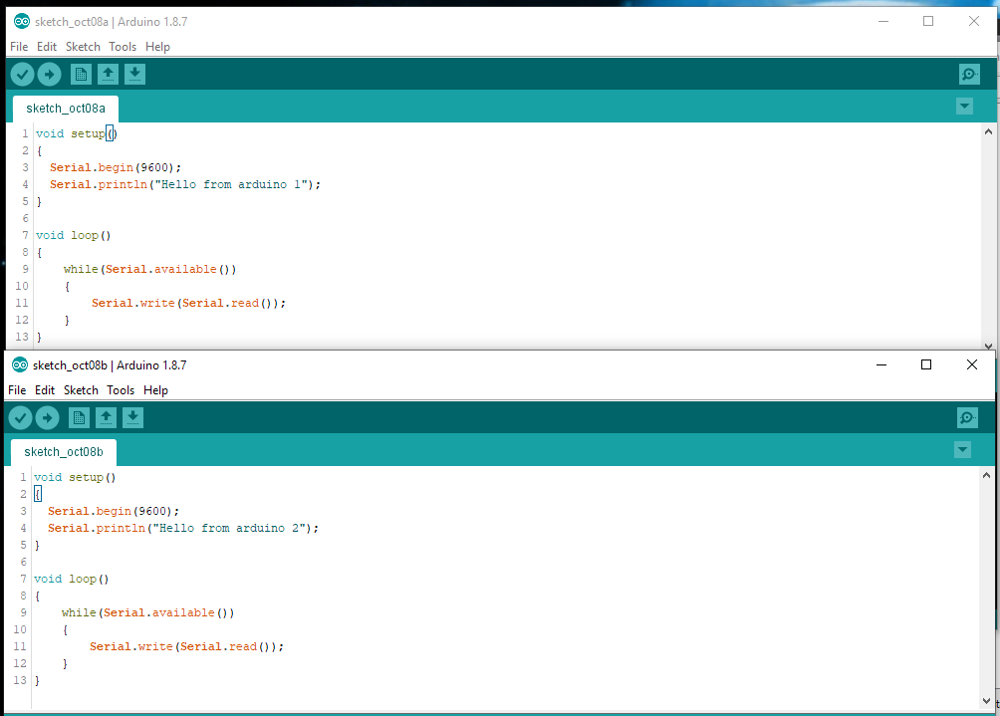 sketch_oct08a | Arduino 1.8.7
File Edit Sketch Tools Help
sketch_oct08a
1 void setup()
2 {
3   Serial.begin(9600);
4   Serial.println("Hello from arduino 1");
5 }
6
7 void loop()
8 {
9     while(Serial.available())
10     {
11         Serial.write(Serial.read());
12     }
13 }
sketch_oct08b | Arduino 1.8.7
File Edit Sketch Tools Help
sketch_oct08b
1 void setup()
2 {
3   Serial.begin(9600);
4   Serial.println("Hello from arduino 2");
5 }
6
7 void loop()
8 {
9     while(Serial.available())
10     {
11         Serial.write(Serial.read());
12     }
13 }